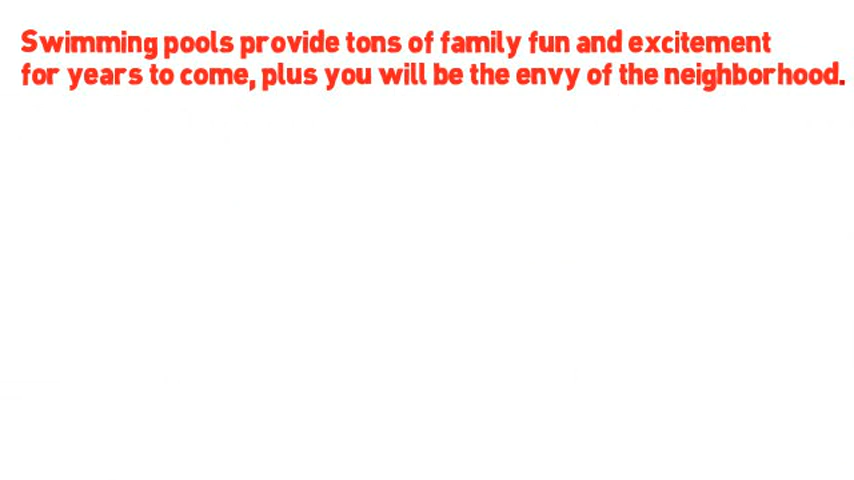 Swimming pools provide tons of family fun and excitement
for years to come, plus you will be the envy of the neighborhood.